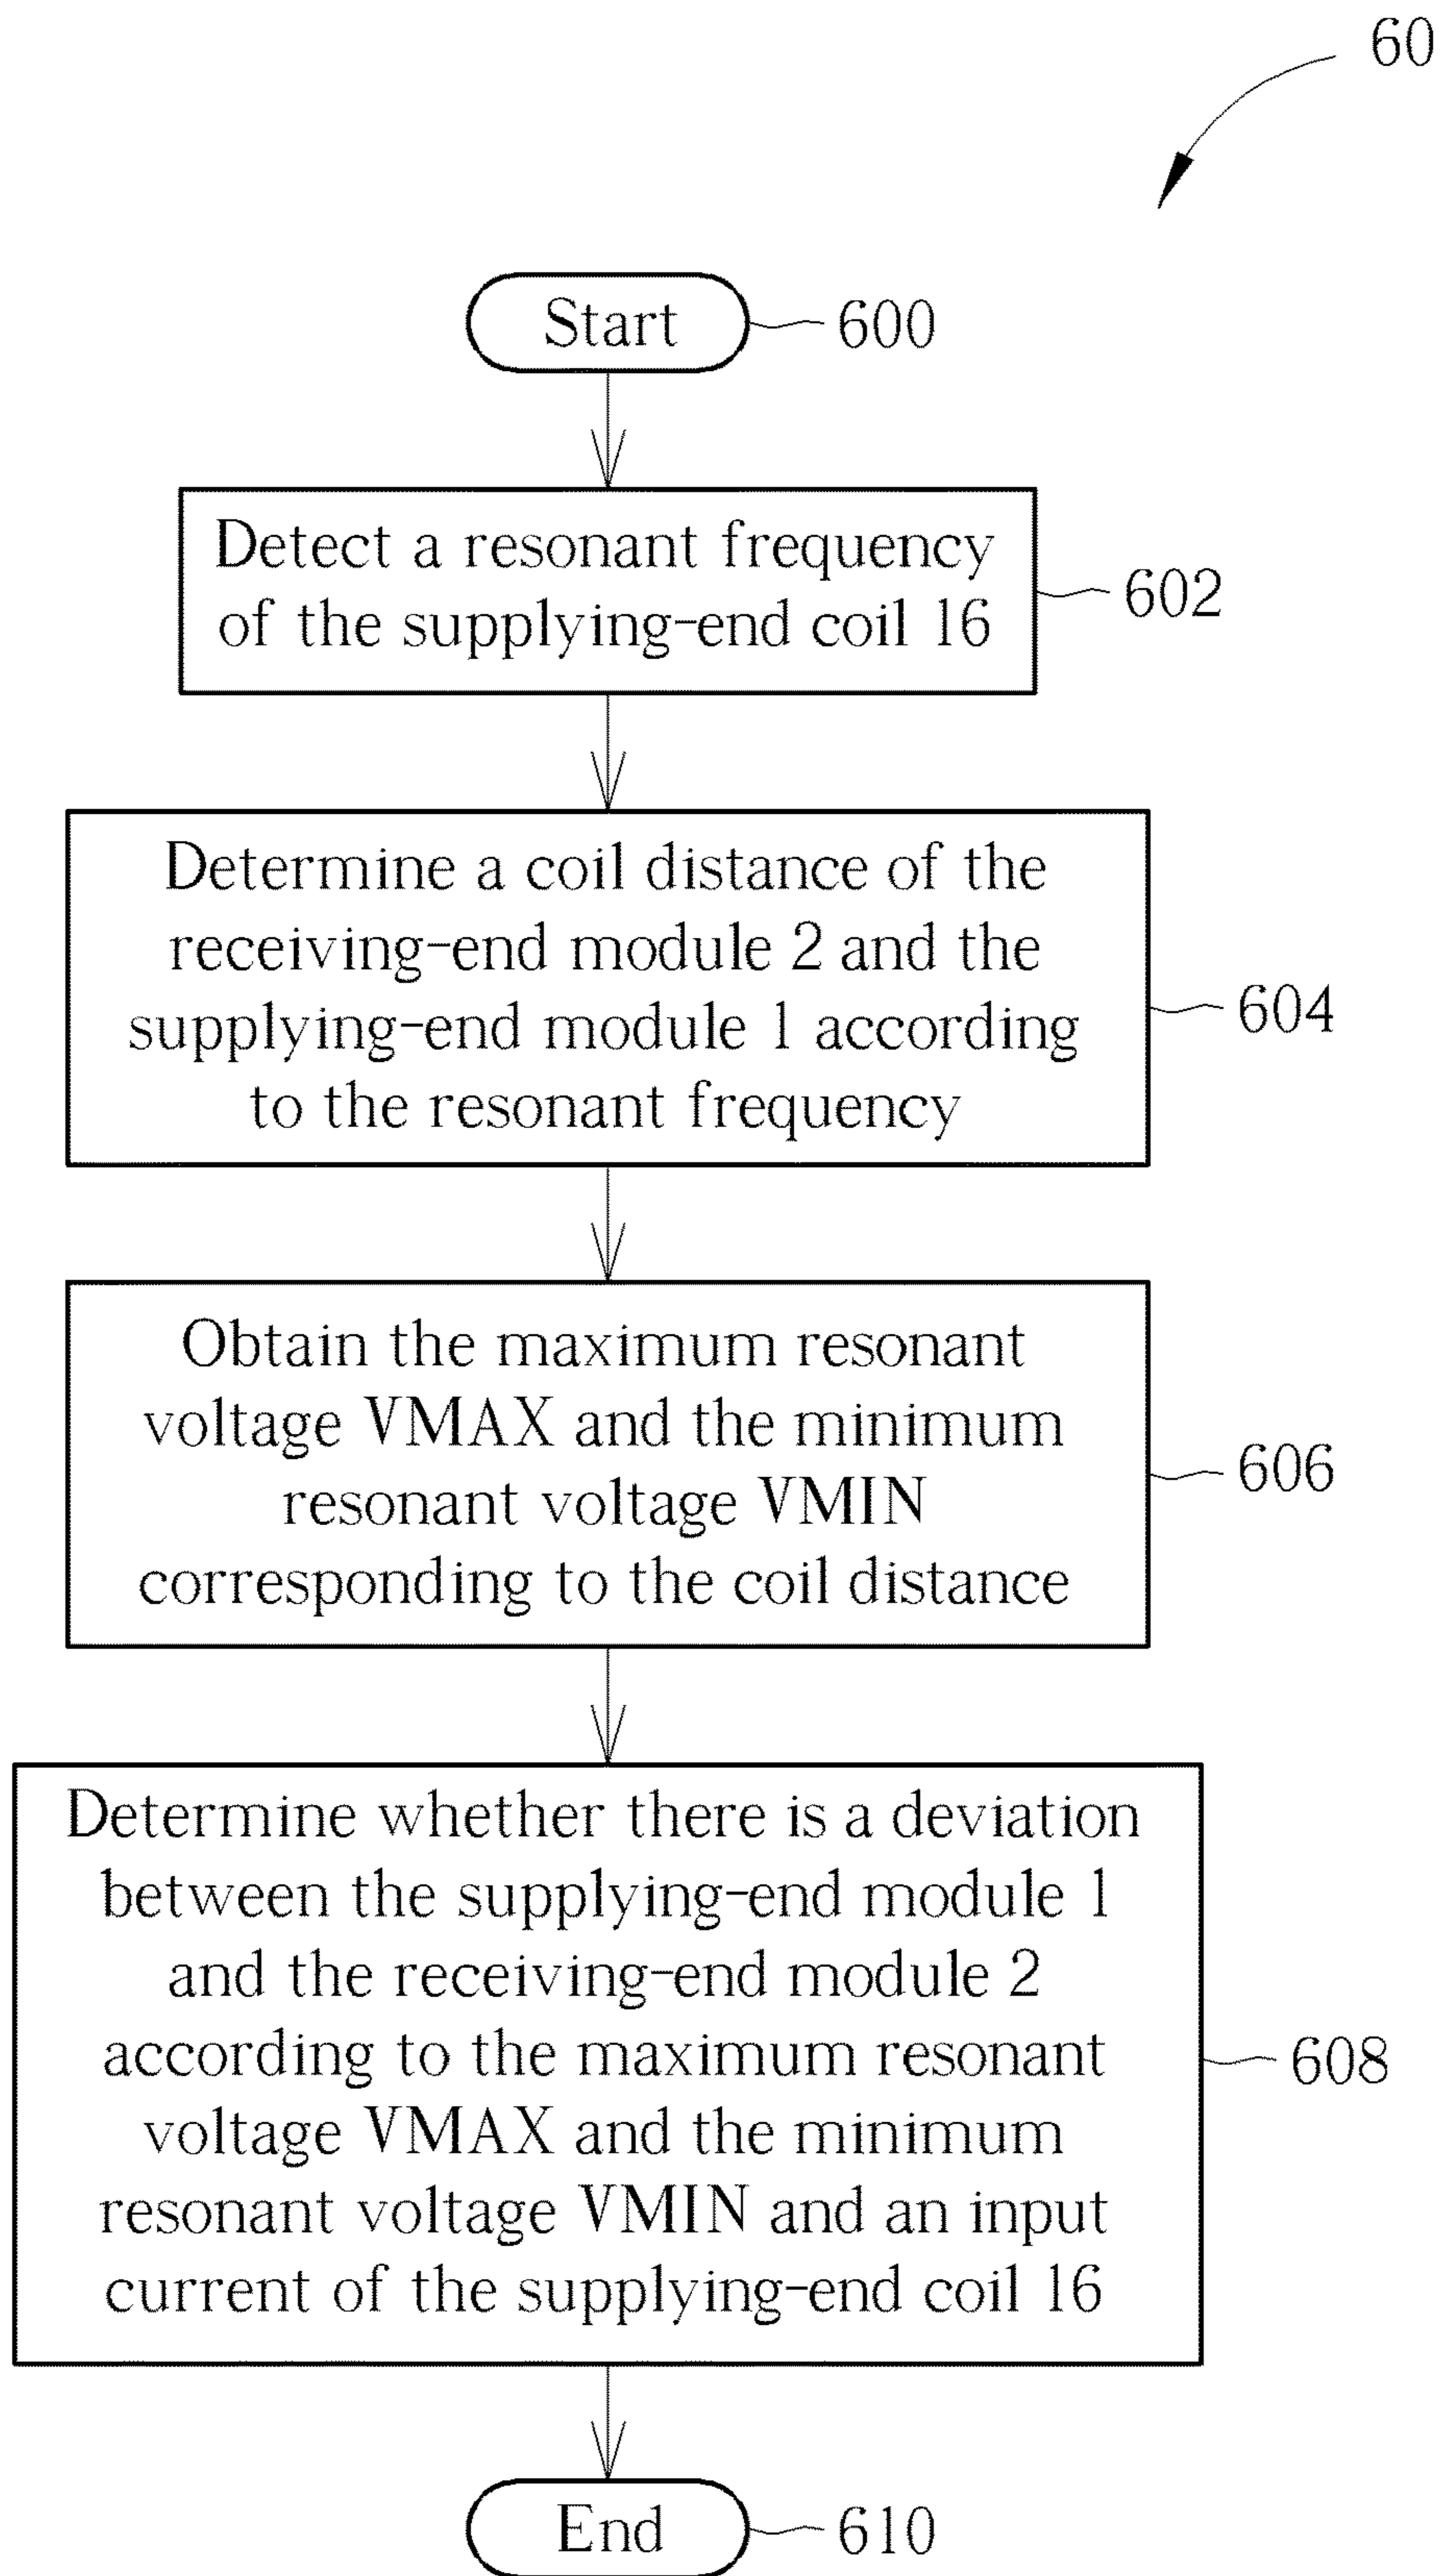 60
Start
600
Detect a resonant frequency
of the supplying-end coil 16
602
Determine a coil distance of the
receiving-end module 2 and the
supplying-end module 1 according
to the resonant frequency
604
Obtain the maximum resonant
voltage VMAX and the minimum
resonant voltage VMIN
corresponding to the coil distance
606
Determine whether there is a deviation
between the supplying-end module 1
and the receiving-end module 2
according to the maximum resonant
voltage VMAX and the minimum
resonant voltage VMIN and an input
current of the supplying-end coil 16
608
End
610